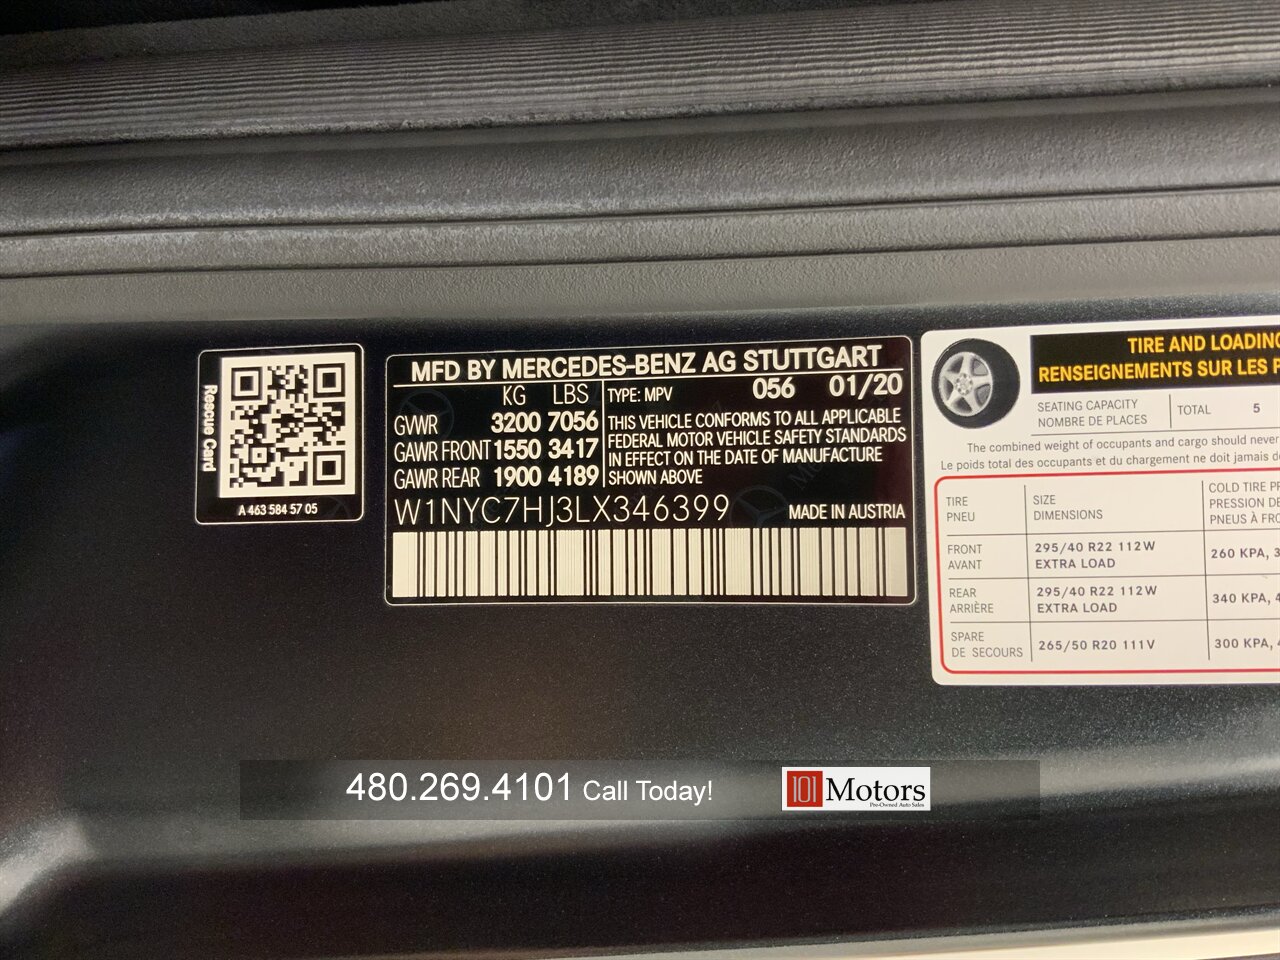 Rescue Card
A 463 584 57 05
MFD BY MERCEDES-BENZ AG STUTTGART
KG LBS TYPE: MPV 056 01/20
GVWR 3200 7056
GAWR FRONT 1550 3417
GAWR REAR 1900 4189
THIS VEHICLE CONFORMS TO ALL APPLICABLE
FEDERAL MOTOR VEHICLE SAFETY STANDARDS
IN EFFECT ON THE DATE OF MANUFACTURE
SHOWN ABOVE
W1NYC7HJ3LX346399 MADE IN AUSTRIA
TIRE AND LOADING
RENSEIGNEMENTS SUR LES P
SEATING CAPACITY
NOMBRE DE PLACES
TOTAL 5
The combined weight of occupants and cargo should never
Le poids total des occupants et du chargement ne doit jamais d
TIRE
PNEU
SIZE
DIMENSIONS
COLD TIRE PR
PRESSION DE
PNEUS À FRO
FRONT
AVANT
295/40 R22 112W
EXTRA LOAD
260 KPA, 3
REAR
ARRIÈRE
295/40 R22 112W
EXTRA LOAD
340 KPA, 4
SPARE
DE SECOURS
265/50 R20 111V
300 KPA, 4
480.269.4101 Call Today!
101 Motors
Pre-Owned Auto Sales